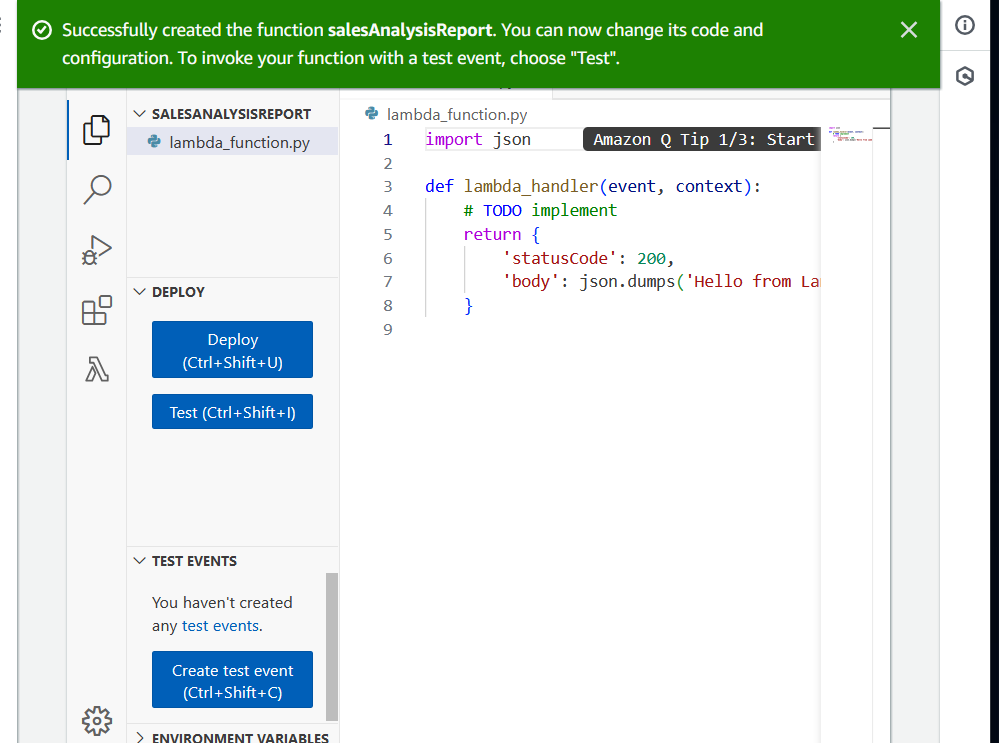 Successfully created the function salesAnalysisReport. You can now change its code and
configuration. To invoke your function with a test event, choose "Test".
SALESANALYSISREPORT
lambda_function.py
DEPLOY
Deploy
(Ctrl+Shift+U)
Test (Ctrl+Shift+I)
TEST EVENTS
You haven't created
any test events.
Create test event
(Ctrl+Shift+C)
ENVIRONMENT VARIABLES
lambda_function.py
1 import json Amazon Q Tip 1/3: Start
2
3 def lambda_handler(event, context):
4 # TODO implement
5 return {
6 'statusCode': 200,
7 'body': json.dumps('Hello from La
8 }
9